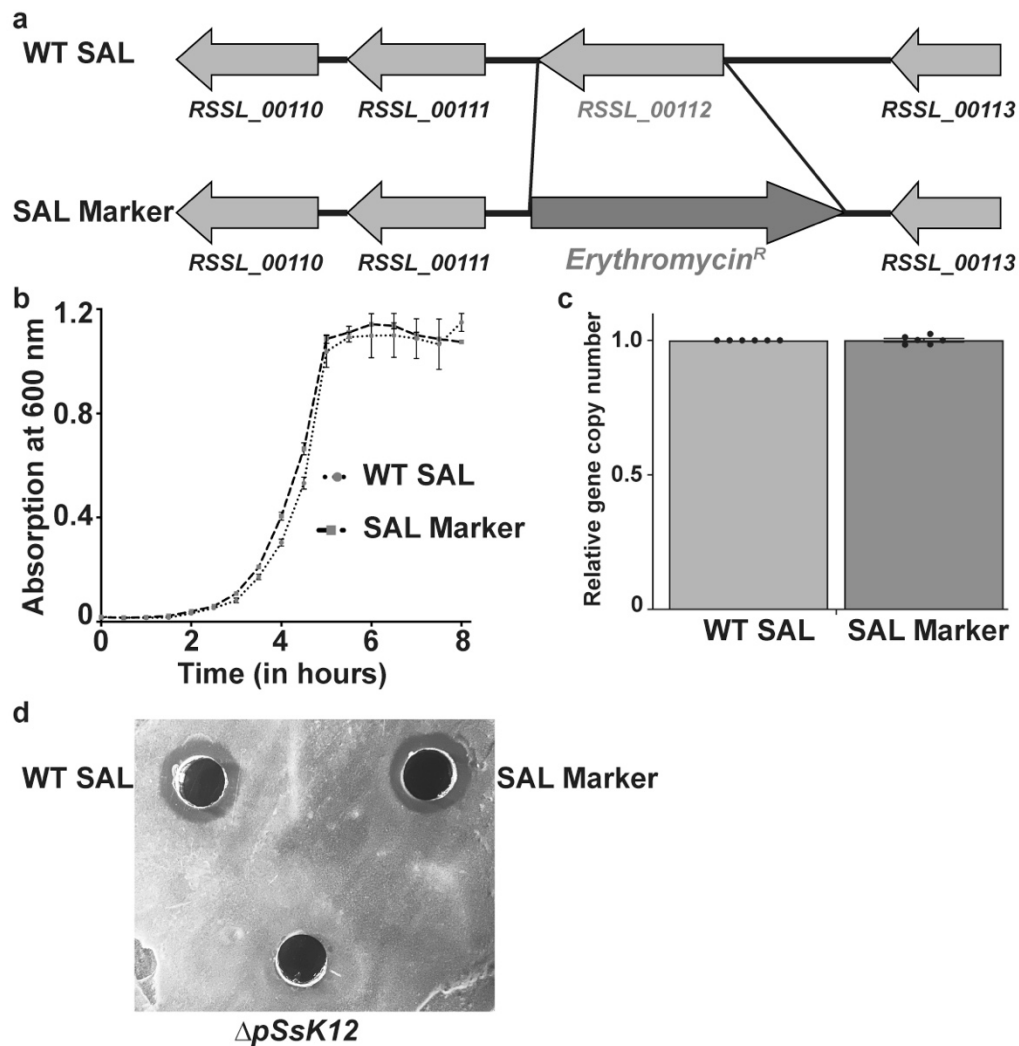 a
WT SAL
RSSL_00110 RSSL_00111 RSSL_00112 RSSL_00113
SAL Marker
RSSL_00110 RSSL_00111 Erythromycinᴿ RSSL_00113
b
Absorption at 600 nm
1.2
0.8
0.4
0
0 2 4 6 8
Time (in hours)
WT SAL
SAL Marker
c
Relative gene copy number
1.0
0.5
0
WT SAL SAL Marker
d
WT SAL
SAL Marker
ΔpSsK12